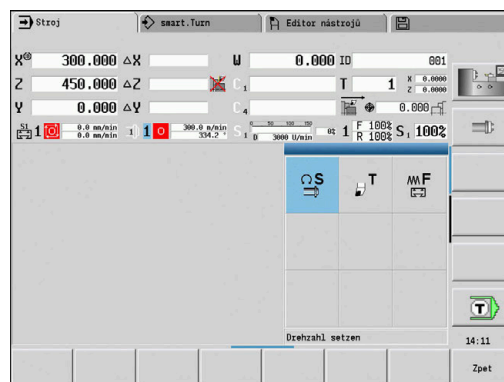 Stroj smart.Turn Editor nástrojů
X 300.000 ΔX W 0.000 ID 001
Z 450.000 ΔZ C1 T 1 X 0.0000 Z 0.0000
Y 0.000 ΔY C4 0.000
S1 1 0.0 mm/min 0.0 mm/min 1) 1 300.0 m/min 334.2 ° S1 0 50 100 150 D 3000 U/min 0% 1 F 100% R 100% S1 100%
S T F
T
Drehzahl setzen
14:11
Zpet